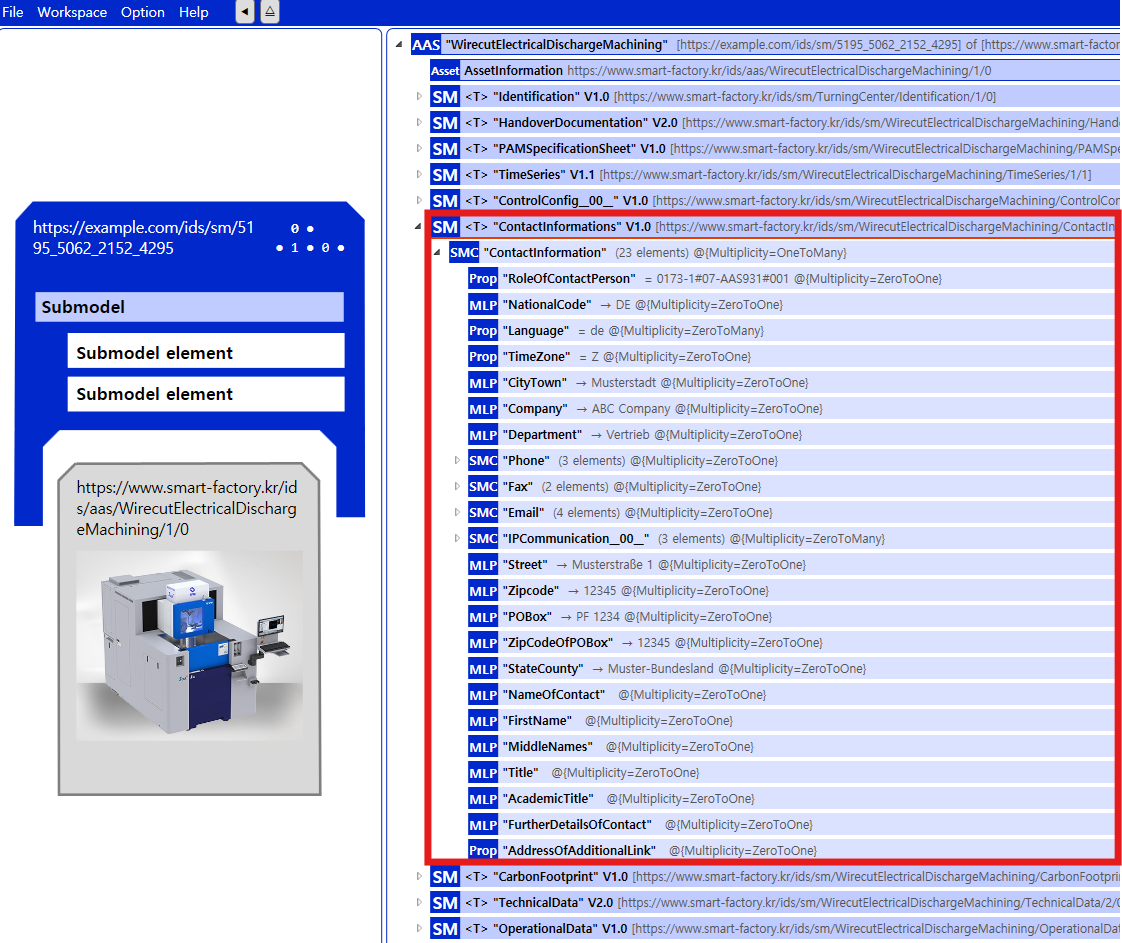 File Workspace Option Help
https://example.com/ids/sm/51
95_5062_2152_4295
0
1 0
Submodel
Submodel element
Submodel element
https://www.smart-factory.kr/id
s/aas/WirecutElectricalDischarg
eMachining/1/0
AAS "WirecutElectricalDischargeMachining" [https://example.com/ids/sm/5195_5062_2152_4295] of [https://www.smart-factor
Asset AssetInformation https://www.smart-factory.kr/ids/aas/WirecutElectricalDischargeMachining/1/0
SM <T> "Identification" V1.0 [https://www.smart-factory.kr/ids/sm/TurningCenter/Identification/1/0]
SM <T> "HandoverDocumentation" V2.0 [https://www.smart-factory.kr/ids/sm/WirecutElectricalDischargeMachining/Hando
SM <T> "PAMSpecificationSheet" V1.0 [https://www.smart-factory.kr/ids/sm/WirecutElectricalDischargeMachining/PAMSpe
SM <T> "TimeSeries" V1.1 [https://www.smart-factory.kr/ids/sm/WirecutElectricalDischargeMachining/TimeSeries/1/1]
SM <T> "ControlConfig__00__" V1.0 [https://www.smart-factory.kr/ids/sm/WirecutElectricalDischargeMachining/ControlCon
SM <T> "ContactInformations" V1.0 [https://www.smart-factory.kr/ids/sm/WirecutElectricalDischargeMachining/ContactIn
SMC "ContactInformation" (23 elements) @{Multiplicity=OneToMany}
Prop "RoleOfContactPerson" = 0173-1#07-AAS931#001 @{Multiplicity=ZeroToOne}
MLP "NationalCode" → DE @{Multiplicity=ZeroToOne}
Prop "Language" = de @{Multiplicity=ZeroToMany}
Prop "TimeZone" = Z @{Multiplicity=ZeroToOne}
MLP "CityTown" → Musterstadt @{Multiplicity=ZeroToOne}
MLP "Company" → ABC Company @{Multiplicity=ZeroToOne}
MLP "Department" → Vertrieb @{Multiplicity=ZeroToOne}
SMC "Phone" (3 elements) @{Multiplicity=ZeroToOne}
SMC "Fax" (2 elements) @{Multiplicity=ZeroToOne}
SMC "Email" (4 elements) @{Multiplicity=ZeroToOne}
SMC "IPCommunication__00__" (3 elements) @{Multiplicity=ZeroToMany}
MLP "Street" → Musterstraße 1 @{Multiplicity=ZeroToOne}
MLP "Zipcode" → 12345 @{Multiplicity=ZeroToOne}
MLP "POBox" → PF 1234 @{Multiplicity=ZeroToOne}
MLP "ZipCodeOfPOBox" → 12345 @{Multiplicity=ZeroToOne}
MLP "StateCounty" → Muster-Bundesland @{Multiplicity=ZeroToOne}
MLP "NameOfContact" @{Multiplicity=ZeroToOne}
MLP "FirstName" @{Multiplicity=ZeroToOne}
MLP "MiddleNames" @{Multiplicity=ZeroToOne}
MLP "Title" @{Multiplicity=ZeroToOne}
MLP "AcademicTitle" @{Multiplicity=ZeroToOne}
MLP "FurtherDetailsOfContact" @{Multiplicity=ZeroToOne}
Prop "AddressOfAdditionalLink" @{Multiplicity=ZeroToOne}
SM <T> "CarbonFootprint" V1.0 [https://www.smart-factory.kr/ids/sm/WirecutElectricalDischargeMachining/CarbonFootpri
SM <T> "TechnicalData" V2.0 [https://www.smart-factory.kr/ids/sm/WirecutElectricalDischargeMachining/TechnicalData/2/0
SM <T> "OperationalData" V1.0 [https://www.smart-factory.kr/ids/sm/WirecutElectricalDischargeMachining/OperationalDat